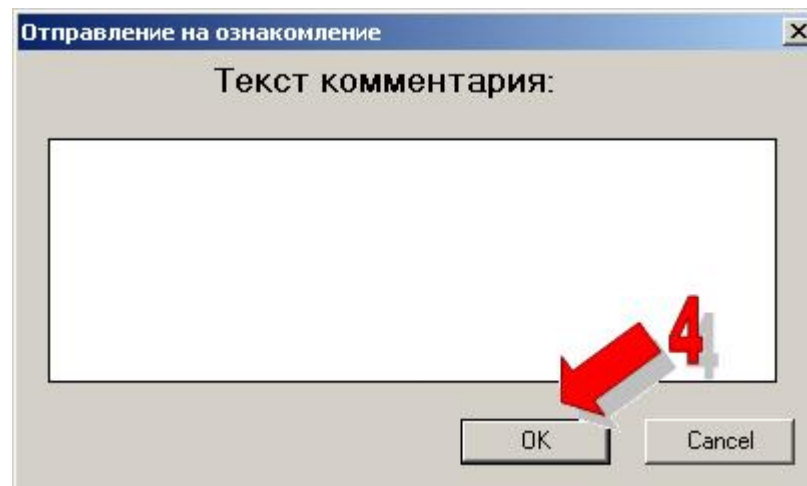 Отправление на ознакомление
Текст комментария:
4
OK
Cancel